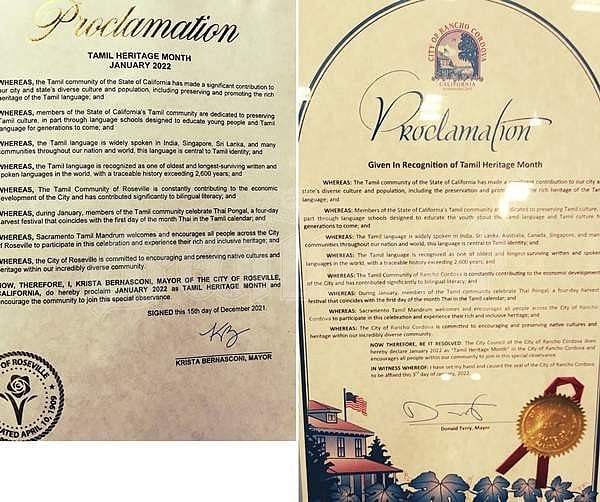 Proclamation
TAMIL HERITAGE MONTH
JANUARY 2022
WHEREAS, the Tamil community of the State of California has made a significant contribution to
our city and state's diverse culture and population, including preserving and promoting the rich
heritage of the Tamil language; and
WHEREAS, members of the State of California's Tamil community are dedicated to preserving
Tamil culture, in part through language schools designed to educate young people and Tamil
language for generations to come; and
WHEREAS, the Tamil language is widely spoken in India, Singapore, Sri Lanka, and many
communities throughout our nation and world, this language is central to Tamil identity; and
WHEREAS, the Tamil language is recognized as one of oldest and longest-surviving written and
spoken languages in the world, with a traceable history exceeding 2,600 years; and
WHEREAS, The Tamil Community of Roseville is constantly contributing to the economic
development of the City and has contributed significantly to bilingual literacy; and
WHEREAS, during January, members of the Tamil community celebrate Thai Pongal, a four-day
harvest festival that coincides with the first day of the month Thai in the Tamil calendar; and
WHEREAS, Sacramento Tamil Mandrum welcomes and encourages all people across the City
of Roseville to participate in this celebration and experience their rich and inclusive heritage; and
WHEREAS, the City of Roseville is committed to encouraging and preserving native cultures and
heritage within our incredibly diverse community.
NOW, THEREFORE, I, KRISTA BERNASCONI, MAYOR OF THE CITY OF ROSEVILLE,
CALIFORNIA, do hereby proclaim JANUARY 2022 as TAMIL HERITAGE MONTH and
encourage the community to join this special observance.
SIGNED this 15th day of December 2021.
KRISTA BERNASCONI, MAYOR
OF ROSEVILLE
APRIL 10, 1909
CITY OF RANCHO CORDOVA
CALIFORNIA
Proclamation
Given In Recognition of Tamil Heritage Month
WHEREAS: The Tamil community of the State of California has made a significant contribution to our city a
state's diverse culture and population, including the preservation and promoting the rich heritage of the Tam
language; and
WHEREAS: Members of the State of California's Tamil community are dedicated to preserving Tamil culture, in
part through language schools designed to educate the youth about the Tamil language and Tamil culture fo
generations to come; and
WHEREAS: The Tamil language is widely spoken in India, Sri Lanka, Australia, Canada, Singapore, and man
communities throughout our nation and world, this language is central to Tamil identity; and
WHEREAS: The Tamil language is recognised as one of oldest and longest surviving written and spoken
languages in the world, with a traceable history exceeding 2,600 years; and
WHEREAS: The Tamil Community of Rancho Cordova is constantly contributing to the economic development
of the City and has contributed significantly to bilingual literacy; and
WHEREAS: During January, members of the Tamil community celebrate Thai Pongal, a four-day harvest
festival that coincides with the first day of the month Thai in the Tamil calendar; and
WHEREAS: Sacramento Tamil Mandrum welcomes and encourages all people across the City of Rancho
Cordova to participate in this celebration and experience their rich and inclusive heritage; and
WHEREAS: The City of Rancho Cordova is committed to encouraging and preserving native cultures and
heritage within our incredibly diverse community.
NOW THEREFORE, BE IT RESOLVED: The City Council of the City of Rancho Cordova does
hereby declare January 2022 as "Tamil Heritage Month" in the City of Rancho Cordova and
encourages all people within our community to join in this special observance.
IN WITNESS WHEREOF: I have set my hand and caused the seal of the City of Rancho Cordova
to be affixed this 3rd day of January, 2022.
Donald Terry, Mayor